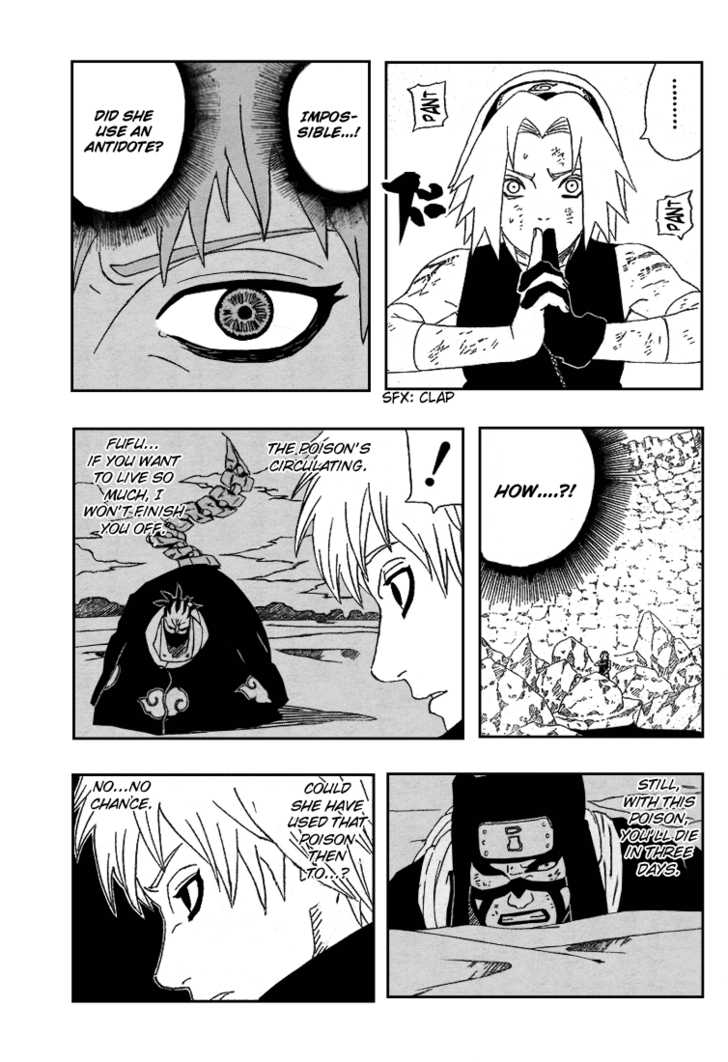 .........
PANT
PANT
だ
SFX: CLAP
IMPOS-
SIBLE...!
DID SHE
USE AN
ANTIDOTE?
HOW....?!
!
THE POISON'S
CIRCULATING.
FUFU...
IF YOU WANT
TO LIVE SO
MUCH, I
WON'T FINISH
YOU OFF.
STILL,
WITH THIS
POISON,
YOU'LL DIE
IN THREE
DAYS.
COULD
SHE HAVE
USED THAT
POISON
THEN
TO...?
NO...NO
CHANCE.